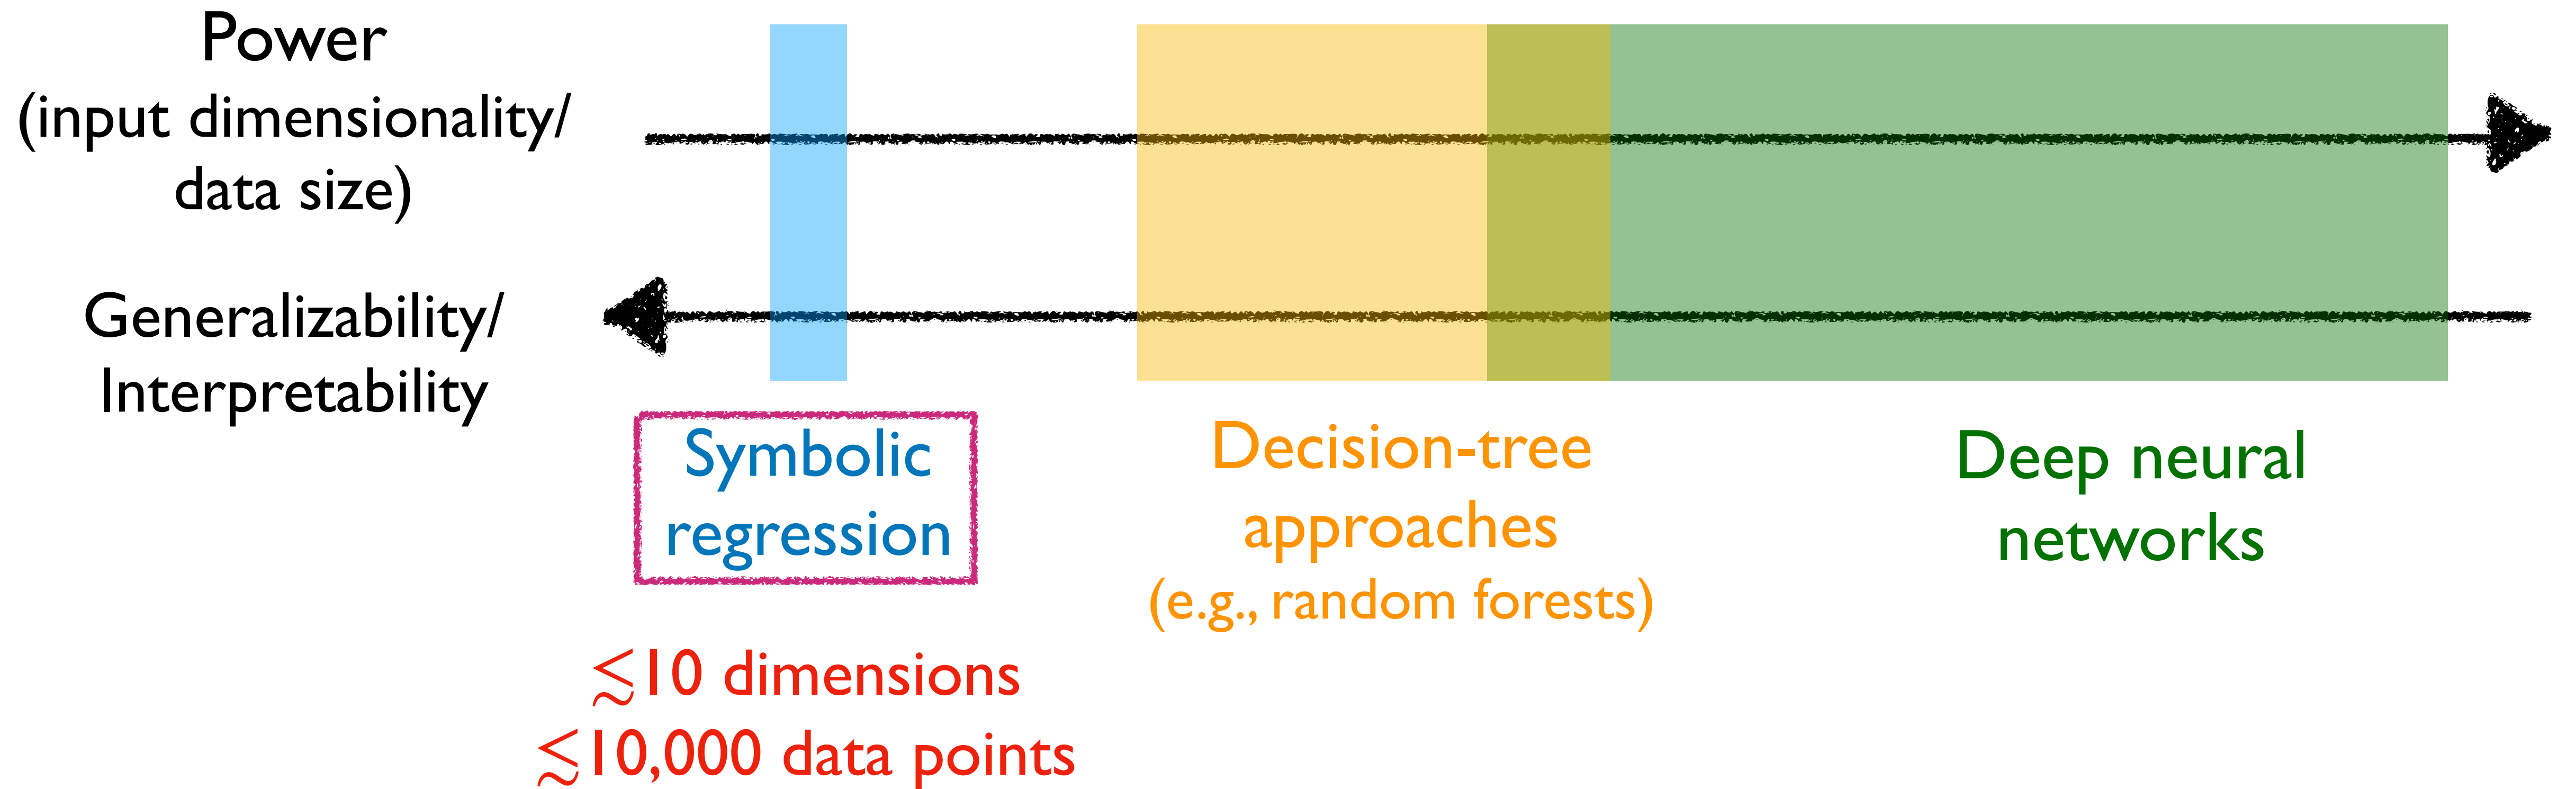 Power
(input dimensionality/
data size)
Generalizability/
Interpretability
Symbolic
regression
≲10 dimensions
≲10,000 data points
Decision-tree
approaches
(e.g., random forests)
Deep neural
networks